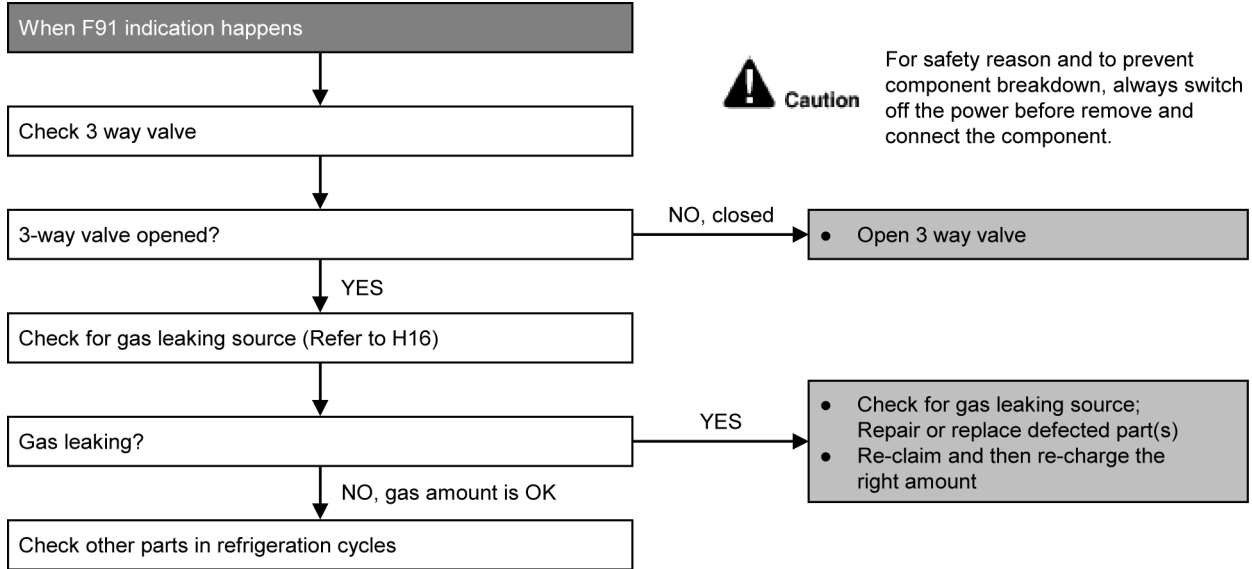 When F91 indication happens
Caution
For safety reason and to prevent
component breakdown, always switch
off the power before remove and
connect the component.
Check 3 way valve
3-way valve opened?
NO, closed
● Open 3 way valve
YES
Check for gas leaking source (Refer to H16)
Gas leaking?
YES
● Check for gas leaking source;
Repair or replace defected part(s)
● Re-claim and then re-charge the
right amount
NO, gas amount is OK
Check other parts in refrigeration cycles